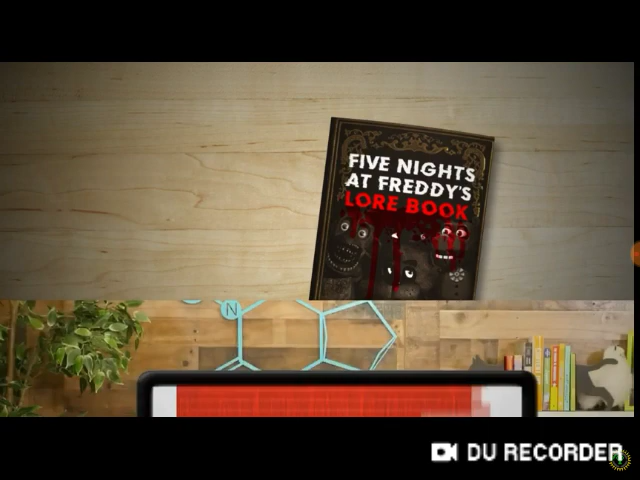 FIVE NIGHTS
AT FREDDY'S
LORE BOOK
N
DU RECORDER